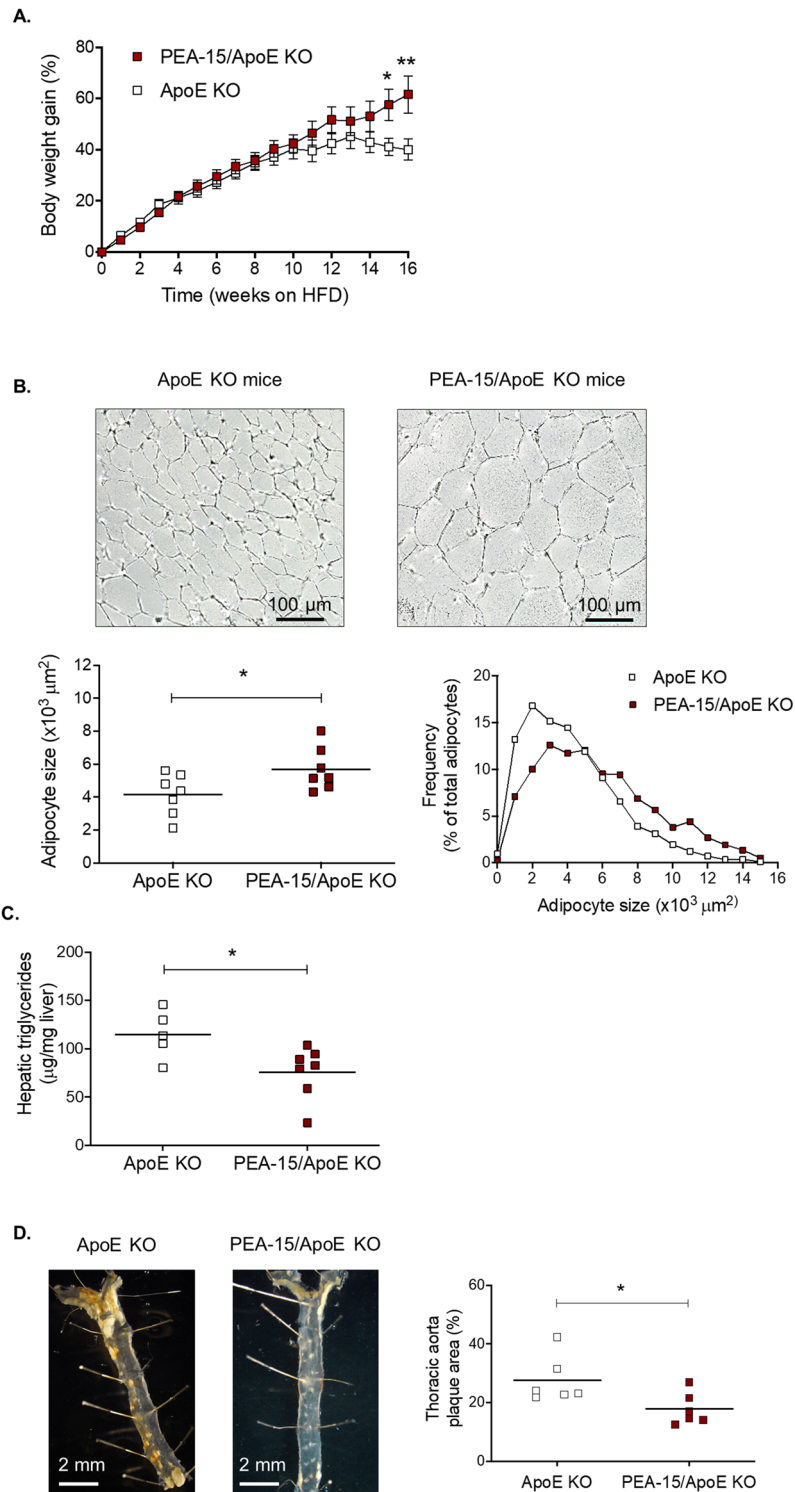 A.
PEA-15/ApoE KO
ApoE KO
* **
Body weight gain (%)
80
60
40
20
0
0 2 4 6 8 10 12 14 16
Time (weeks on HFD)
B.
ApoE KO mice
PEA-15/ApoE KO mice
100 µm
100 µm
Adipocyte size (x10³ µm²)
12
10
8
6
4
2
0
*
ApoE KO
PEA-15/ApoE KO
Frequency
(% of total adipocytes)
20
15
10
5
0
ApoE KO
PEA-15/ApoE KO
0 2 4 6 8 10 12 14 16
Adipocyte size (x10³ µm²)
C.
Hepatic triglycerides
(µg/mg liver)
200
150
100
50
0
*
ApoE KO
PEA-15/ApoE KO
D.
ApoE KO
PEA-15/ApoE KO
2 mm
2 mm
Thoracic aorta
plaque area (%)
60
40
20
0
*
ApoE KO
PEA-15/ApoE KO